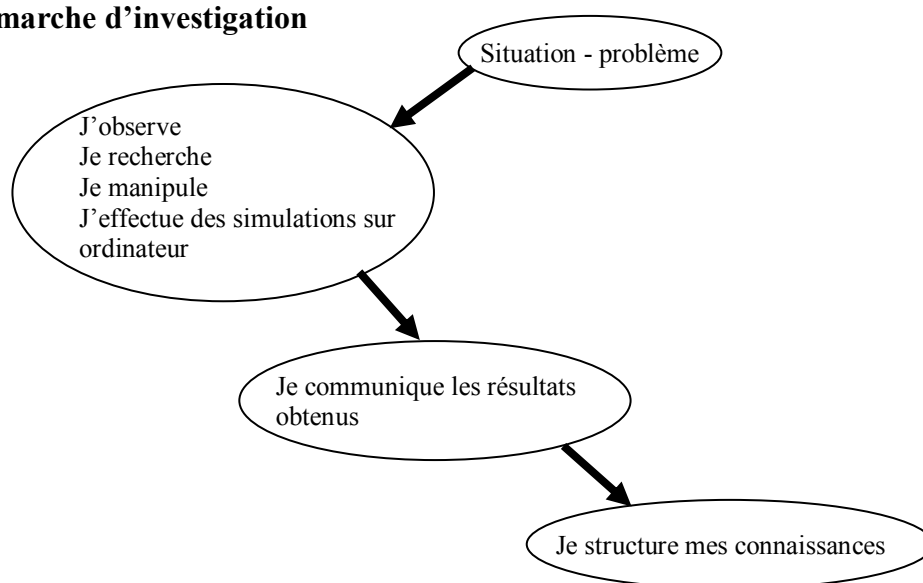 marche d’investigation
Situation - problème
J’observe
Je recherche
Je manipule
J’effectue des simulations sur
ordinateur
Je communique les résultats
obtenus
Je structure mes connaissances